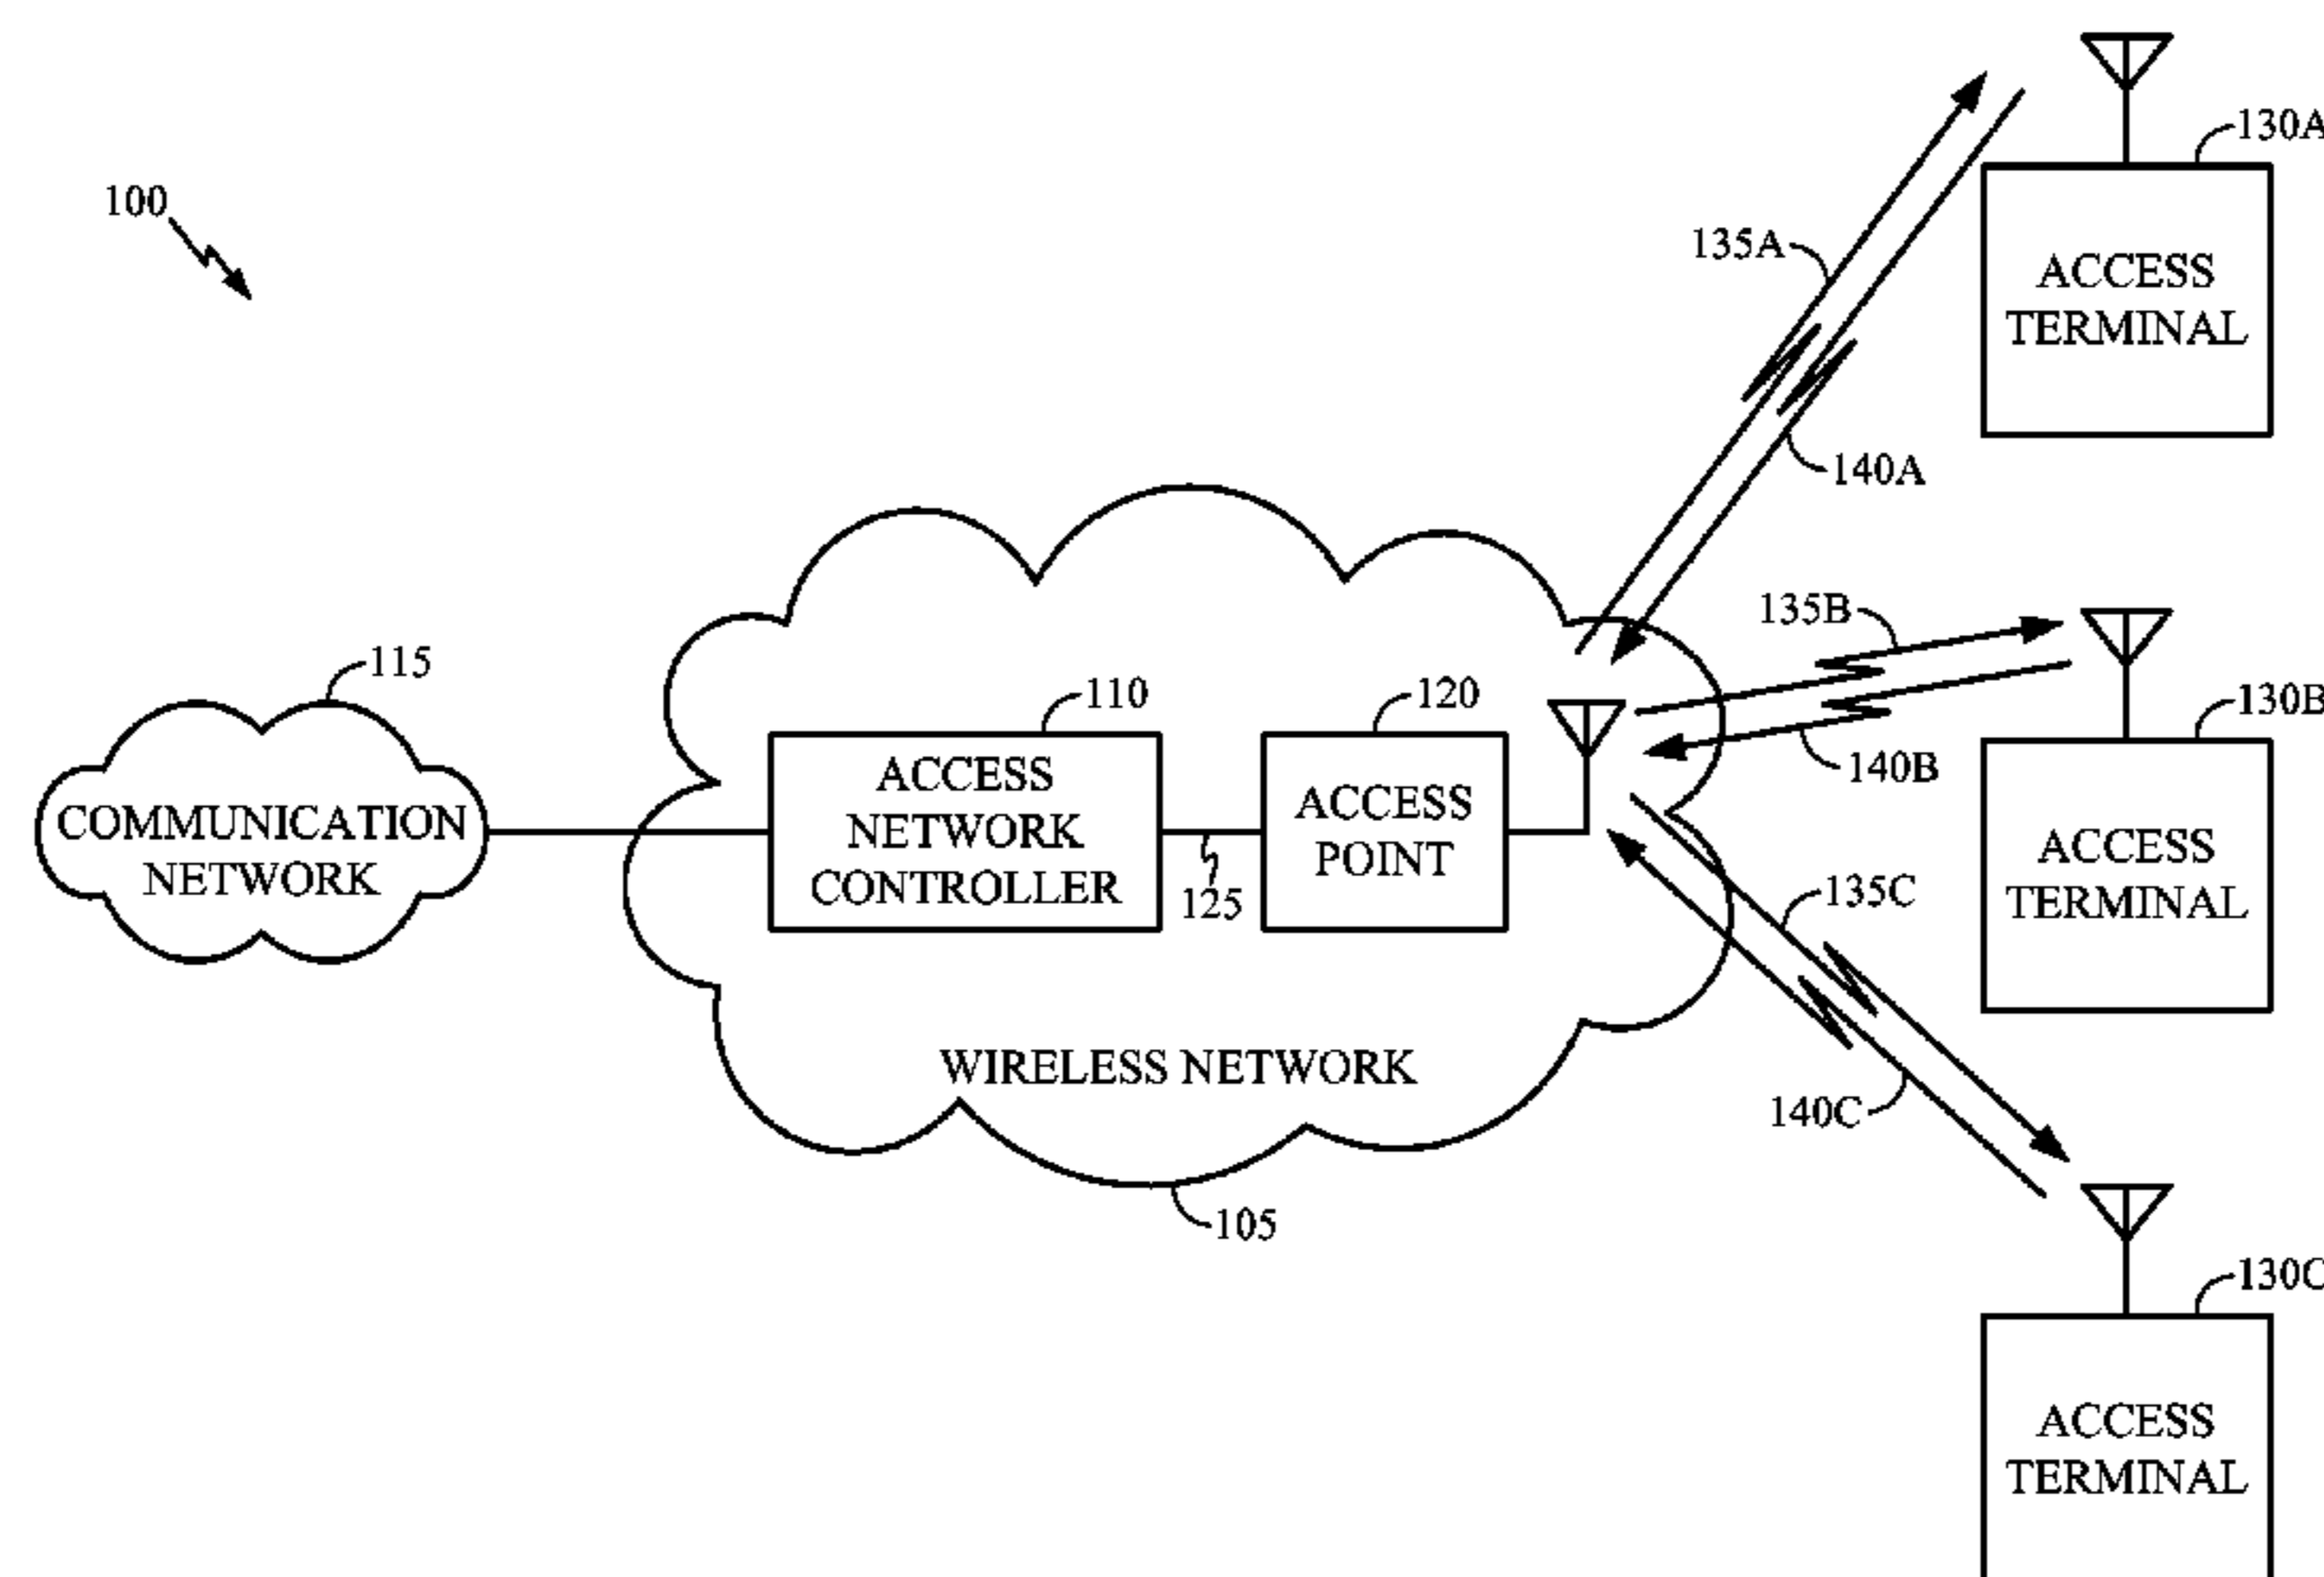 100
130A
ACCESS
TERMINAL
135A
140A
115
COMMUNICATION
NETWORK
110
ACCESS
NETWORK
CONTROLLER
125
120
ACCESS
POINT
WIRELESS NETWORK
105
135B
140B
130B
ACCESS
TERMINAL
135C
140C
130C
ACCESS
TERMINAL